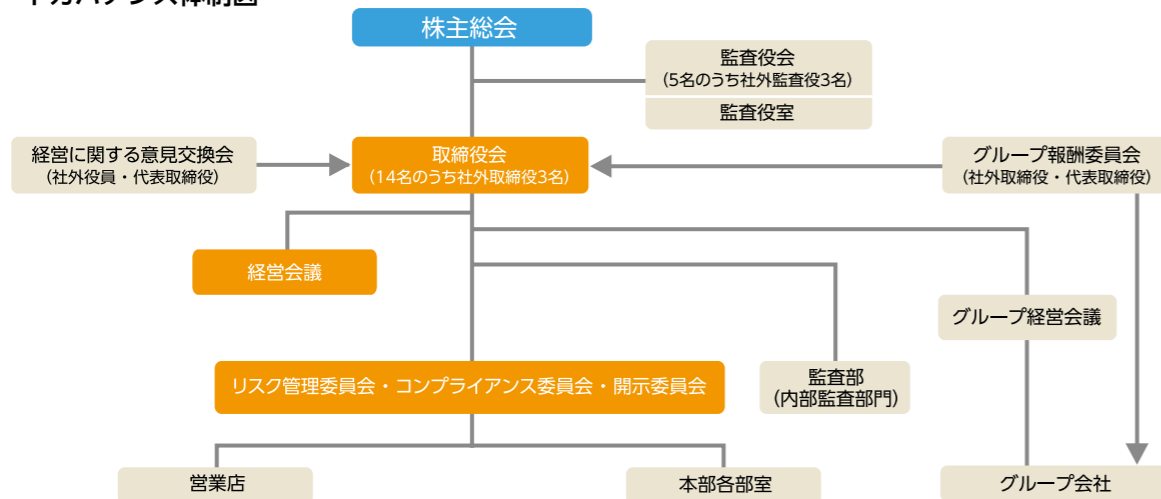 株主総会
監査役会
（5名のうち社外監査役3名）
監査役室
経営に関する意見交換会
（社外役員・代表取締役）
取締役会
（14名のうち社外取締役3名）
グループ報酬委員会
（社外取締役・代表取締役）
経営会議
グループ経営会議
リスク管理委員会・コンプライアンス委員会・開示委員会
監査部
（内部監査部門）
営業店
本部各部室
グループ会社